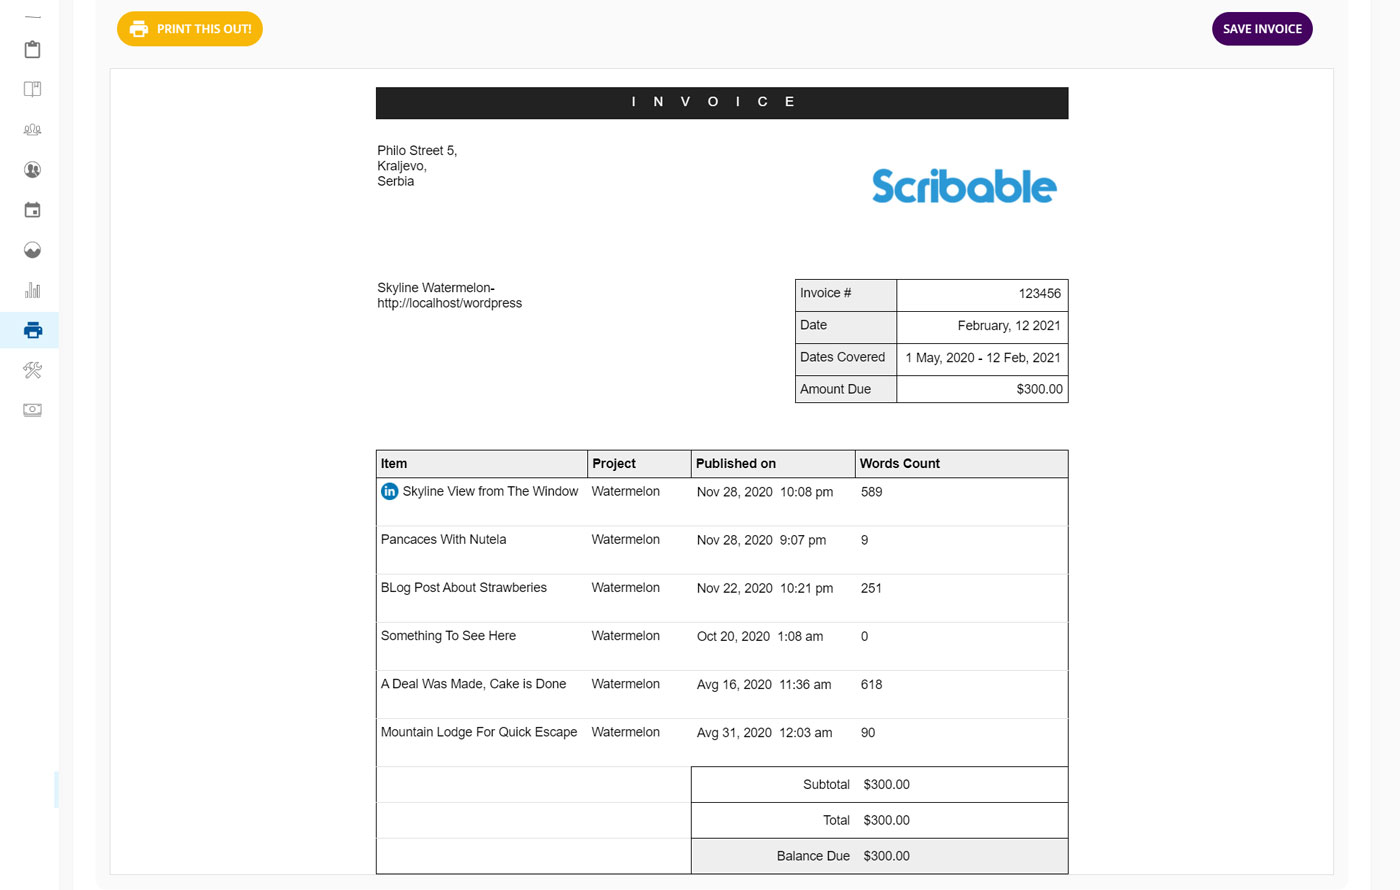 PRINT THIS OUT!
SAVE INVOICE
INVOICE
Philo Street 5,
Kraljevo,
Serbia
Scribable
Skyline Watermelon-
http://localhost/wordpress
Invoice # 123456
Date February, 12 2021
Dates Covered 1 May, 2020 - 12 Feb, 2021
Amount Due $300.00
Item Project Published on Words Count
in Skyline View from The Window Watermelon Nov 28, 2020 10:08 pm 589
Pancaces With Nutela Watermelon Nov 28, 2020 9:07 pm 9
BLog Post About Strawberies Watermelon Nov 22, 2020 10:21 pm 251
Something To See Here Watermelon Oct 20, 2020 1:08 am 0
A Deal Was Made, Cake is Done Watermelon Avg 16, 2020 11:36 am 618
Mountain Lodge For Quick Escape Watermelon Avg 31, 2020 12:03 am 90
Subtotal $300.00
Total $300.00
Balance Due $300.00